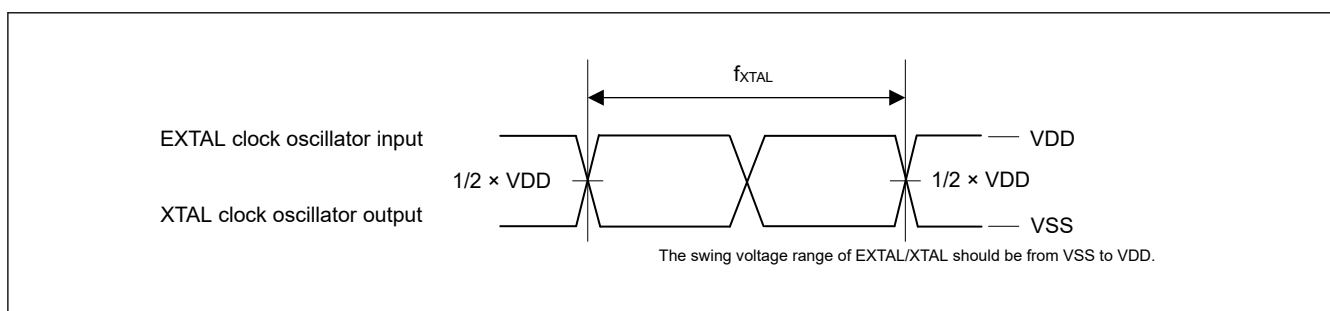 fXTAL
EXTAL clock oscillator input
VDD
1/2 × VDD
1/2 × VDD
XTAL clock oscillator output
VSS
The swing voltage range of EXTAL/XTAL should be from VSS to VDD.